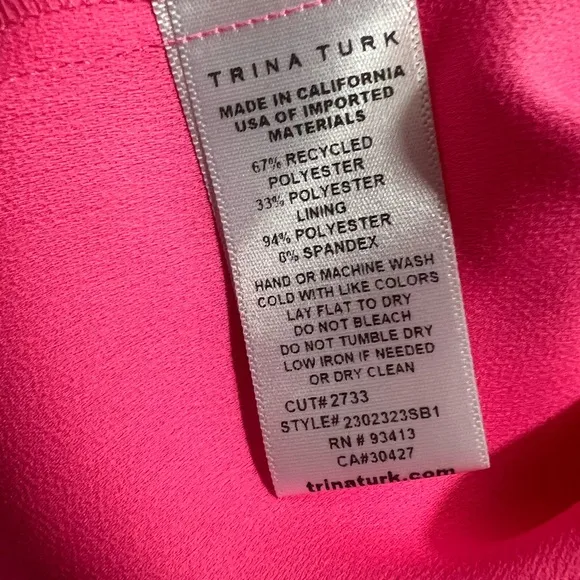 TRINA TURK
MADE IN CALIFORNIA
USA OF IMPORTED
MATERIALS
67% RECYCLED
POLYESTER
33% POLYESTER
LINING
94% POLYESTER
6% SPANDEX
HAND OR MACHINE WASH
COLD WITH LIKE COLORS
LAY FLAT TO DRY
DO NOT BLEACH
DO NOT TUMBLE DRY
LOW IRON IF NEEDED
OR DRY CLEAN
CUT# 2733
STYLE# 2302323SB1
RN # 93413
CA#30427
trinaturk.com